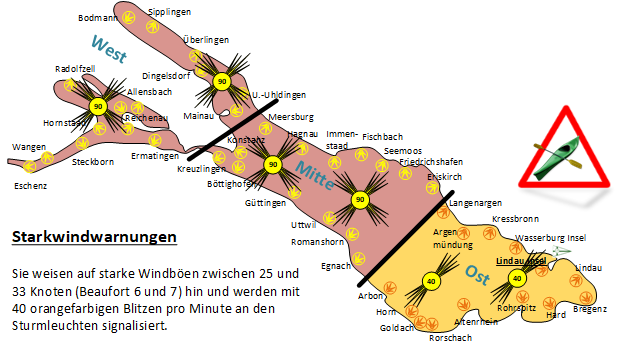 Bodmann
Sipplingen
Überlingen
West
Radolfzell
Dingelsdorf
90
Allensbach
U.-Uhldingen
90
Mainau
Meersburg
Hornstaad
Reichenau
Hagnau
Immen-
staad
Fischbach
Konstanz
Seemoos
Wangen
Ermatingen
Steckborn
Kreuzlingen
90
Mitte
Friedrichshafen
Eschenz
Böttighofen
Eriskirch
Güttingen
90
Langenargen
Kressbronn
Uttwil
Argen
mündung
Wasserburg Insel
Starkwindwarnungen
Romanshorn
Lindau Insel
Egnach
Ost
Lindau
40
40
Sie weisen auf starke Windböen zwischen 25 und
33 Knoten (Beaufort 6 und 7) hin und werden mit
40 orangefarbigen Blitzen pro Minute an den
Sturmleuchten signalisiert.
Arbon
Horn
Goldach
Rorschach
Altenrhein
Rohrspitz
Hard
Bregenz